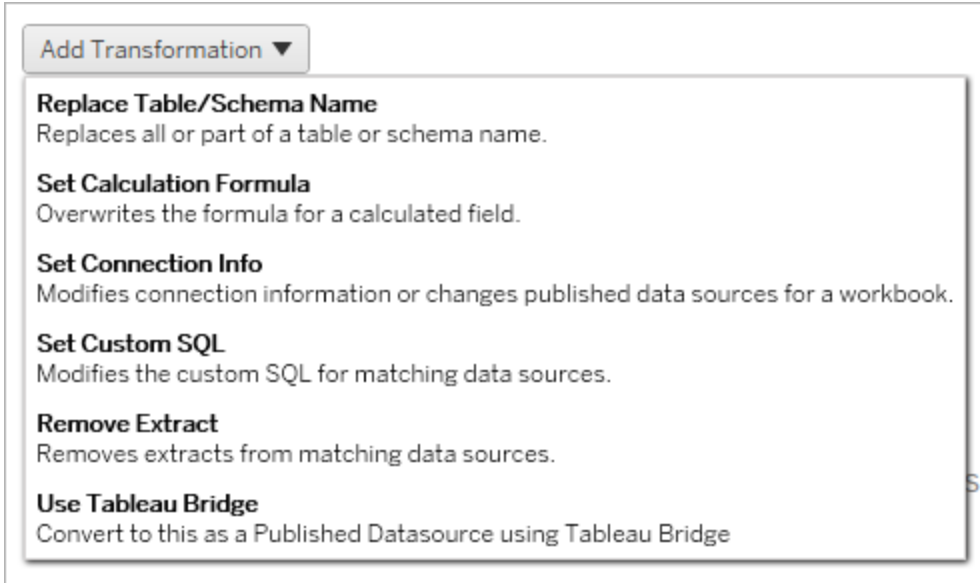 Add Transformation ▼
Replace Table/Schema Name
Replaces all or part of a table or schema name.
Set Calculation Formula
Overwrites the formula for a calculated field.
Set Connection Info
Modifies connection information or changes published data sources for a workbook.
Set Custom SQL
Modifies the custom SQL for matching data sources.
Remove Extract
Removes extracts from matching data sources.
Use Tableau Bridge
Convert to this as a Published Datasource using Tableau Bridge